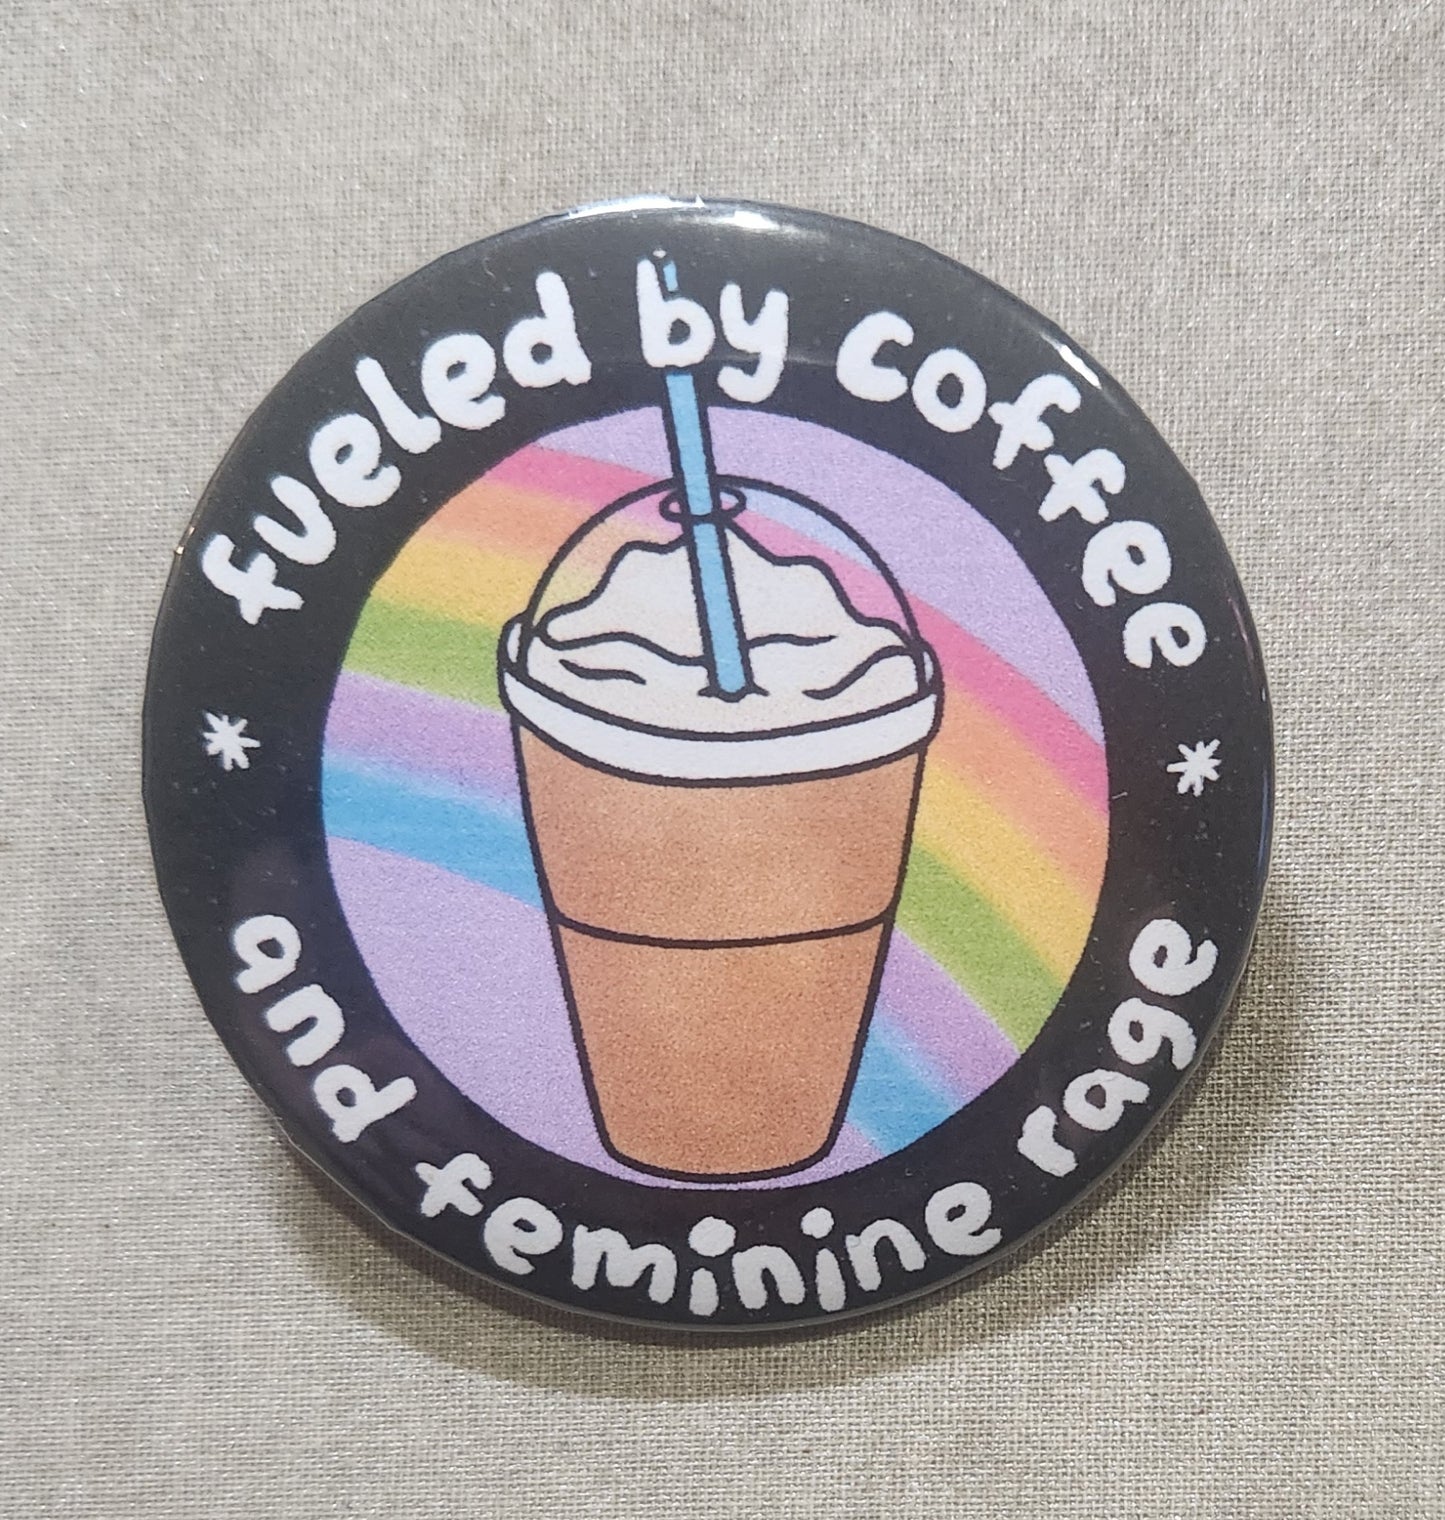 fueled by coffee
and feminine rage